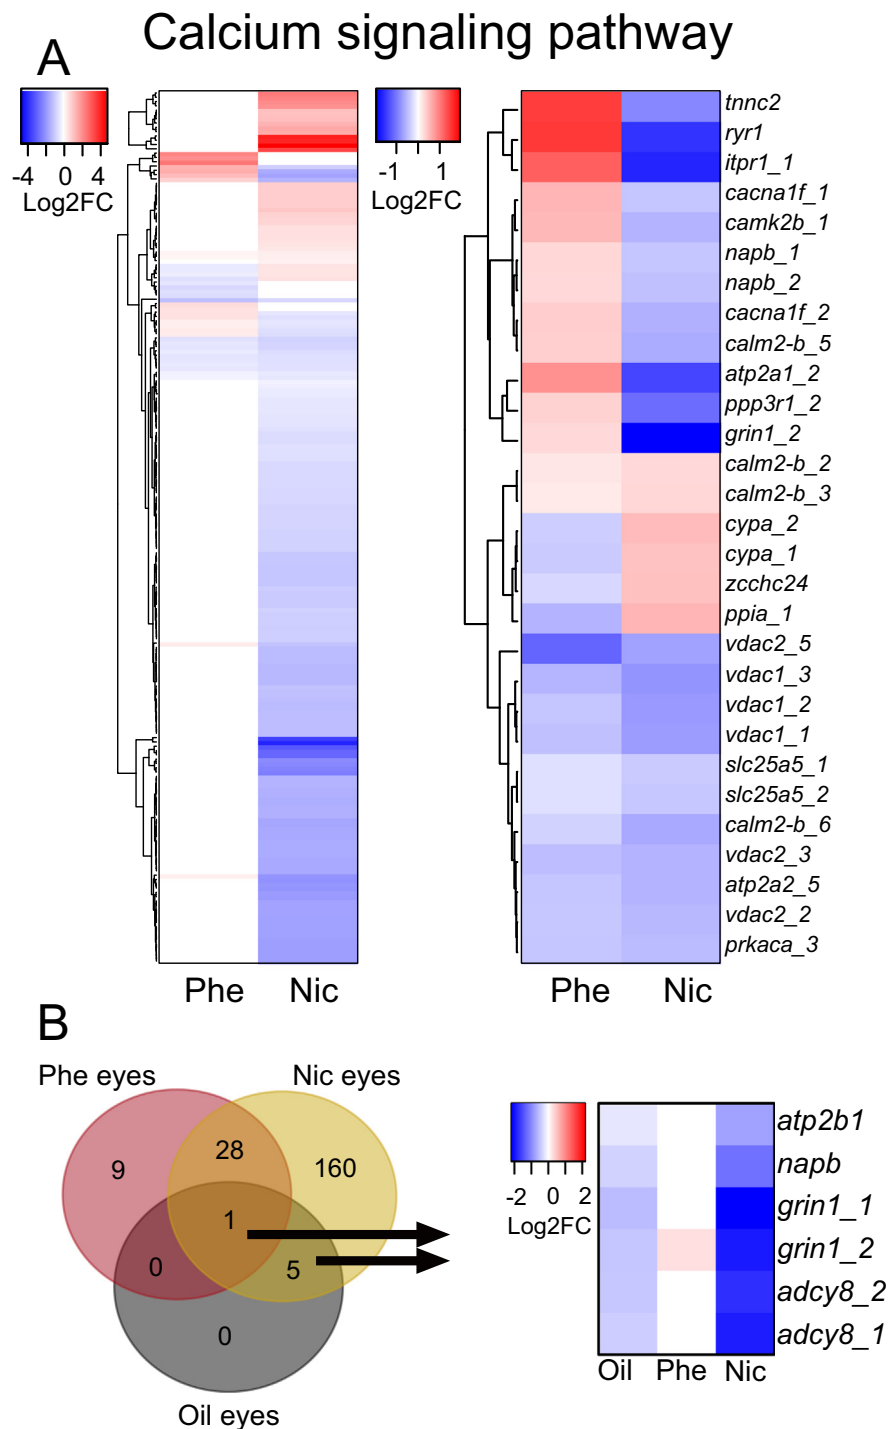 Calcium signaling pathway
A
-4 0 4
Log2FC
-1 1
Log2FC
tnnc2
ryr1
itpr1_1
cacna1f_1
camk2b_1
napb_1
napb_2
cacna1f_2
calm2-b_5
atp2a1_2
ppp3r1_2
grin1_2
calm2-b_2
calm2-b_3
cypa_2
cypa_1
zcchc24
ppia_1
vdac2_5
vdac1_3
vdac1_2
vdac1_1
slc25a5_1
slc25a5_2
calm2-b_6
vdac2_3
atp2a2_5
vdac2_2
prkaca_3
Phe Nic
Phe Nic
B
Phe eyes
Nic eyes
9
28
160
1
0
5
0
Oil eyes
-2 0 2
Log2FC
atp2b1
napb
grin1_1
grin1_2
adcy8_2
adcy8_1
Oil Phe Nic